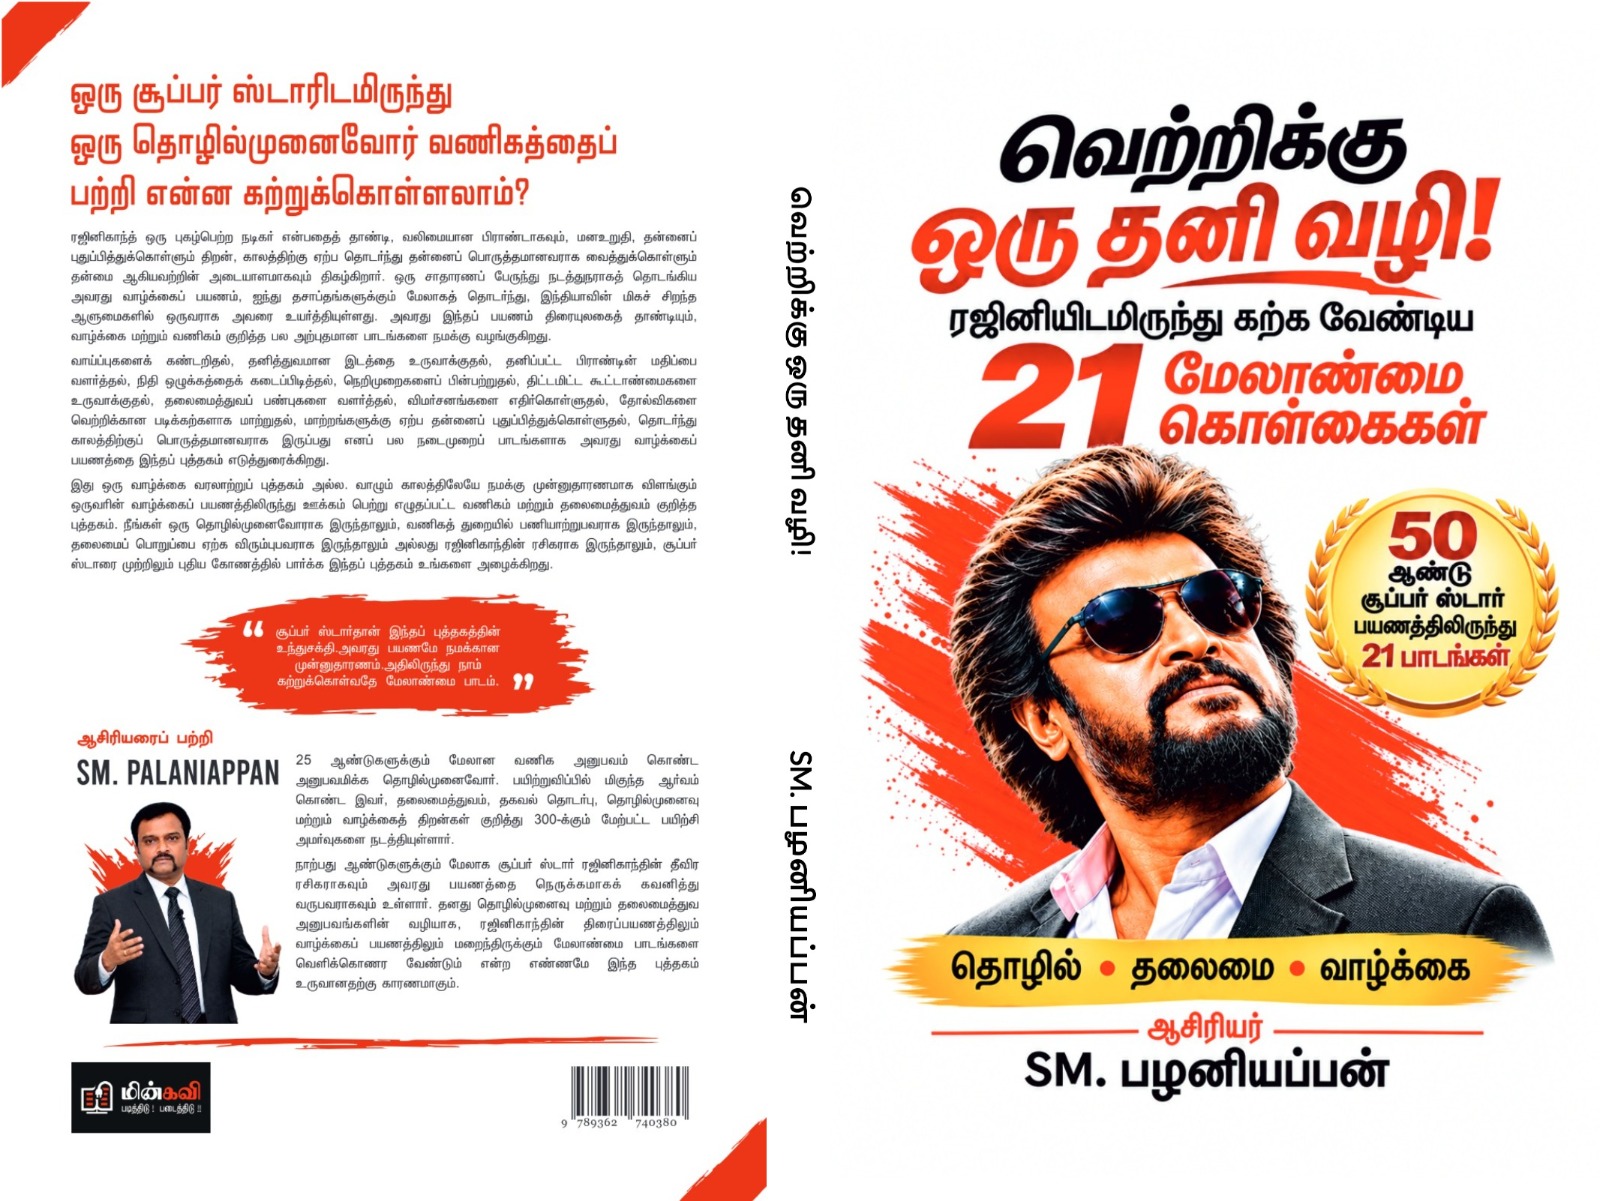 ஒரு சூப்பர் ஸ்டாரிடமிருந்து
ஒரு தொழில்முனைவோர் வணிகத்தைப்
பற்றி என்ன கற்றுக்கொள்ளலாம்?
ரஜினிகாந்த் ஒரு புகழ்பெற்ற நடிகர் என்பதைத் தாண்டி, வலிமையான பிராண்டாகவும், மனஉறுதி, தன்னைப்
புதுப்பித்துக்கொள்ளும் திறன், காலத்திற்கு ஏற்ப தொடர்ந்து தன்னைப் பொருத்தமானவராக வைத்துக்கொள்ளும்
தன்மை ஆகியவற்றின் அடையாளமாகவும் திகழ்கிறார். ஒரு சாதாரணப் பேருந்து நடத்துநராகத் தொடங்கிய
அவரது வாழ்க்கைப் பயணம், ஐந்து தசாப்தங்களுக்கும் மேலாகத் தொடர்ந்து, இந்தியாவின் மிகச் சிறந்த
ஆளுமைகளில் ஒருவராக அவரை உயர்த்தியுள்ளது. அவரது இந்தப் பயணம் திரையுலகைத் தாண்டியும்,
வாழ்க்கை மற்றும் வணிகம் குறித்த பல அற்புதமான பாடங்களை நமக்கு வழங்குகிறது.
வாய்ப்புகளைக் கண்டறிதல், தனித்துவமான இடத்தை உருவாக்குதல், தனிப்பட்ட பிராண்டின் மதிப்பை
வளர்த்தல், நிதி ஒழுக்கத்தைக் கடைப்பிடித்தல், நெறிமுறைகளைப் பின்பற்றுதல், திட்டமிட்ட கூட்டாண்மைகளை
உருவாக்குதல், தலைமைத்துவப் பண்புகளை வளர்த்தல், விமர்சனங்களை எதிர்கொள்ளுதல், தோல்விகளை
வெற்றிக்கான படிக்கற்களாக மாற்றுதல், மாற்றங்களுக்கு ஏற்ப தன்னைப் புதுப்பித்துக்கொள்ளுதல், தொடர்ந்து
காலத்திற்குப் பொருத்தமானவராக இருப்பது எனப் பல நடைமுறைப் பாடங்களாக அவரது வாழ்க்கைப்
பயணத்தை இந்தப் புத்தகம் எடுத்துரைக்கிறது.
இது ஒரு வாழ்க்கை வரலாற்றுப் புத்தகம் அல்ல. வாழும் காலத்திலேயே நமக்கு முன்னுதாரணமாக விளங்கும்
ஒருவரின் வாழ்க்கைப் பயணத்திலிருந்து ஊக்கம் பெற்று எழுதப்பட்ட வணிகம் மற்றும் தலைமைத்துவம் குறித்த
புத்தகம். நீங்கள் ஒரு தொழில்முனைவோராக இருந்தாலும், வணிகத் துறையில் பணியாற்றுபவராக இருந்தாலும்,
தலைமைப் பொறுப்பை ஏற்க விரும்புபவராக இருந்தாலும் அல்லது ரஜினிகாந்தின் ரசிகராக இருந்தாலும், சூப்பர்
ஸ்டாரை முற்றிலும் புதிய கோணத்தில் பார்க்க இந்தப் புத்தகம் உங்களை அழைக்கிறது.
“ சூப்பர் ஸ்டார்தான் இந்தப் புத்தகத்தின்
உந்துசக்தி.அவரது பயணமே நமக்கான
முன்னுதாரணம்.அதிலிருந்து நாம்
கற்றுக்கொள்வதே மேலாண்மை பாடம். ”
ஆசிரியரைப் பற்றி
SM. PALANIAPPAN
25 ஆண்டுகளுக்கும் மேலான வணிக அனுபவம் கொண்ட
அனுபவமிக்க தொழில்முனைவோர். பயிற்றுவிப்பில் மிகுந்த ஆர்வம்
கொண்ட இவர், தலைமைத்துவம், தகவல் தொடர்பு, தொழில்முனைவு
மற்றும் வாழ்க்கைத் திறன்கள் குறித்து 300-க்கும் மேற்பட்ட பயிற்சி
அமர்வுகளை நடத்தியுள்ளார்.
நாற்பது ஆண்டுகளுக்கும் மேலாக சூப்பர் ஸ்டார் ரஜினிகாந்தின் தீவிர
ரசிகராகவும் அவரது பயணத்தை நெருக்கமாகக் கவனித்து
வருபவராகவும் உள்ளார். தனது தொழில்முனைவு மற்றும் தலைமைத்துவ
அனுபவங்களின் வழியாக, ரஜினிகாந்தின் திரைப்பயணத்திலும்
வாழ்க்கைப் பயணத்திலும் மறைந்திருக்கும் மேலாண்மை பாடங்களை
வெளிக்கொணர வேண்டும் என்ற எண்ணமே இந்த புத்தகம்
உருவானதற்கு காரணமாகும்.
மின்கவி
படித்திடு ! படைத்திடு !!
9 789362 740380
வெற்றிக்கு ஒரு தனி வழி!
SM. பழனியப்பன்
வெற்றிக்கு
ஒரு தனி வழி!
ரஜினியிடமிருந்து கற்க வேண்டிய
21 மேலாண்மை
கொள்கைகள்
50
ஆண்டு
சூப்பர் ஸ்டார்
பயணத்திலிருந்து
21 பாடங்கள்
தொழில் • தலைமை • வாழ்க்கை
ஆசிரியர்
SM. பழனியப்பன்